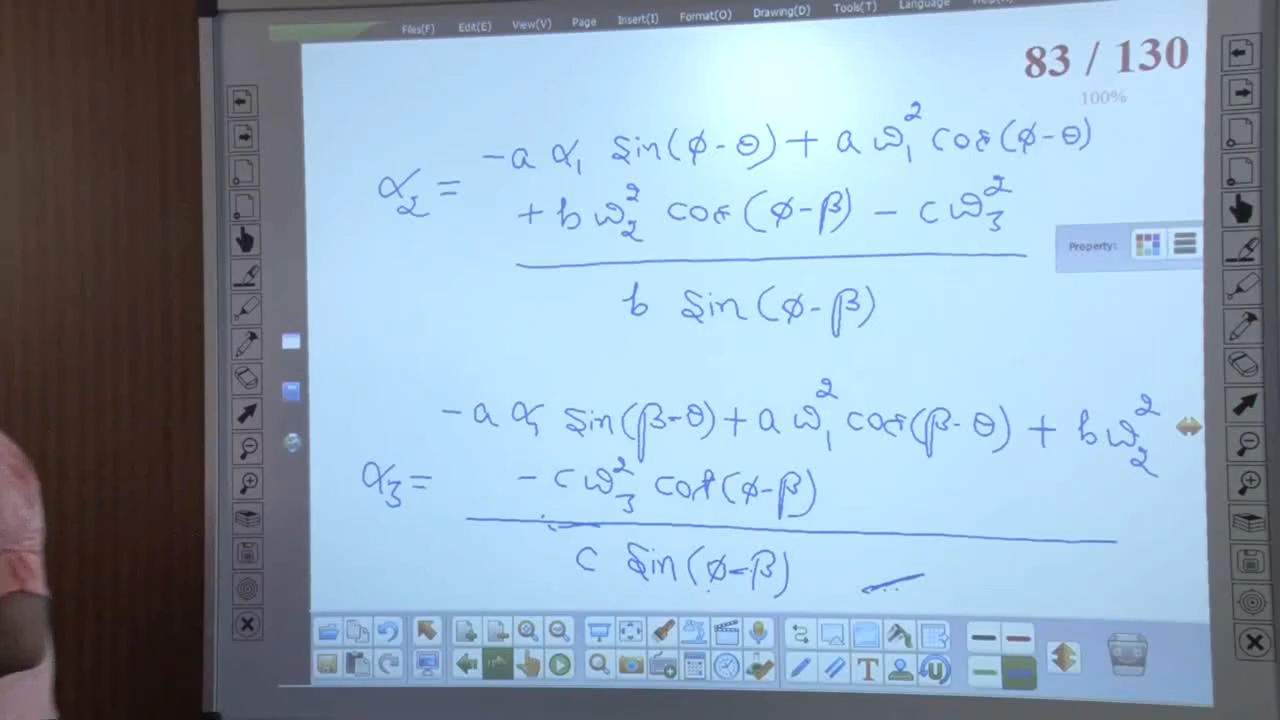 Files(F) Edit(E) View(V) Page Insert(I) Format(O) Drawing(D) Tools(T) Language
83 / 130
100%
-a α₁ sin(φ-θ) + a ω₁² cos(φ-θ)
α₂ =
+ b ω₂² cos(φ-β) - c ω₃²
Property:
b sin(φ-β)
-a α₁ sin(β-θ) + a ω₁² cos(β-θ) + b ω₂²
α₃ =
- c ω₃² cos(φ-β)
c sin(φ-β)